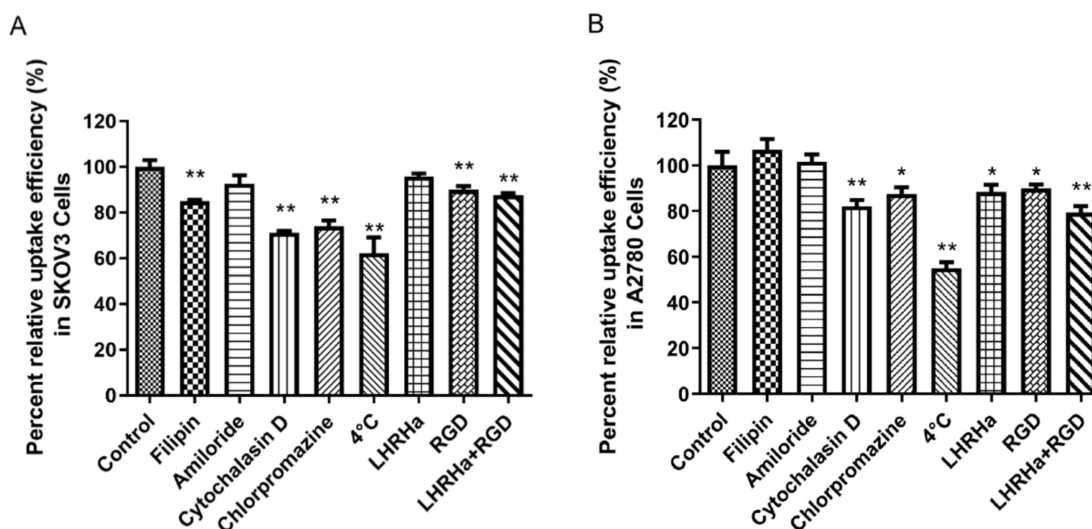 A
Percent relative uptake efficiency (%)
in SKOV3 Cells
120
100
80
60
40
20
0
**
**
**
**
**
**
Control
Filipin
Amiloride
Cytochalasin D
Chlorpromazine
4°C
LHRHa
RGD
LHRHa+RGD
B
Percent relative uptake efficiency (%)
in A2780 Cells
120
100
80
60
40
20
0
**
*
**
*
*
**
Control
Filipin
Amiloride
Cytochalasin D
Chlorpromazine
4°C
LHRHa
RGD
LHRHa+RGD